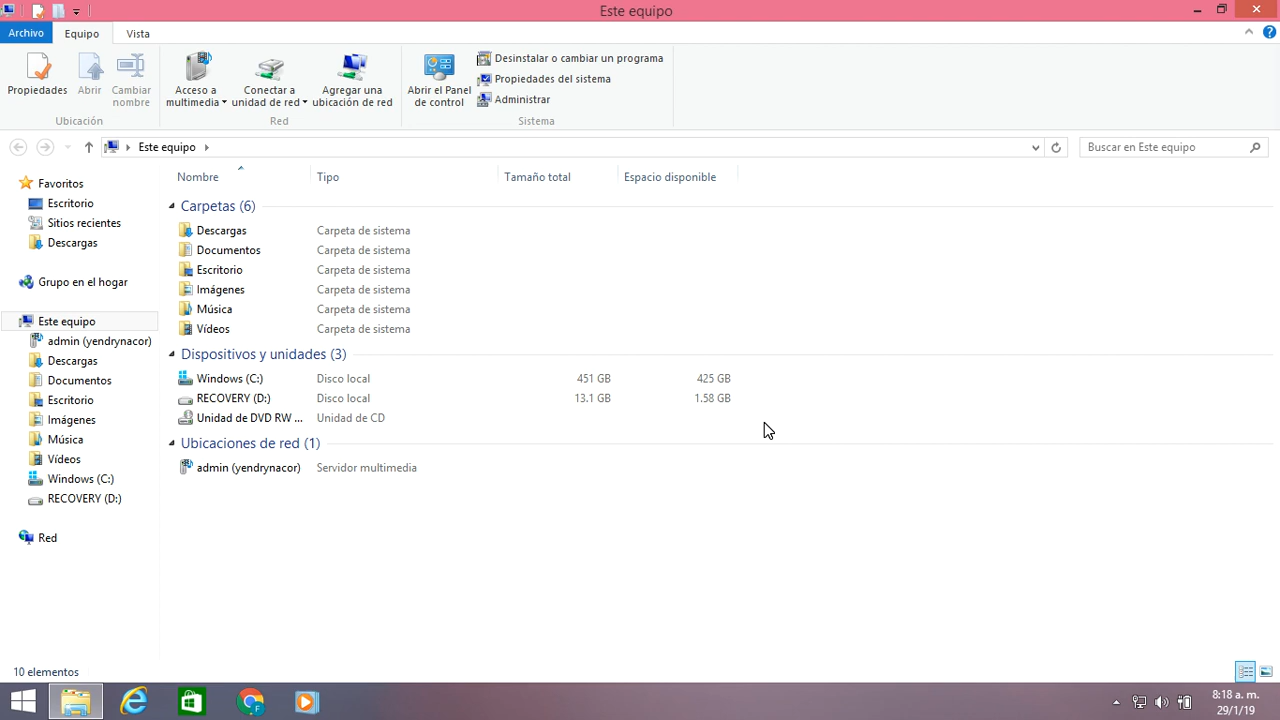 Este equipo
Archivo Equipo Vista
Propiedades
Abrir
Cambiar
nombre
Ubicación
Acceso a
multimedia
Conectar a
unidad de red
Agregar una
ubicación de red
Red
Abrir el Panel
de control
Desinstalar o cambiar un programa
Propiedades del sistema
Administrar
Sistema
Este equipo
Buscar en Este equipo
Favoritos
Escritorio
Sitios recientes
Descargas
Grupo en el hogar
Este equipo
admin (yendrynacor)
Descargas
Documentos
Escritorio
Imágenes
Música
Vídeos
Windows (C:)
RECOVERY (D:)
Red
Nombre Tipo Tamaño total Espacio disponible
Carpetas (6)
Descargas Carpeta de sistema
Documentos Carpeta de sistema
Escritorio Carpeta de sistema
Imágenes Carpeta de sistema
Música Carpeta de sistema
Vídeos Carpeta de sistema
Dispositivos y unidades (3)
Windows (C:) Disco local 451 GB 425 GB
RECOVERY (D:) Disco local 13.1 GB 1.58 GB
Unidad de DVD RW ... Unidad de CD
Ubicaciones de red (1)
admin (yendrynacor) Servidor multimedia
10 elementos
F
8:18 a. m.
29/1/19